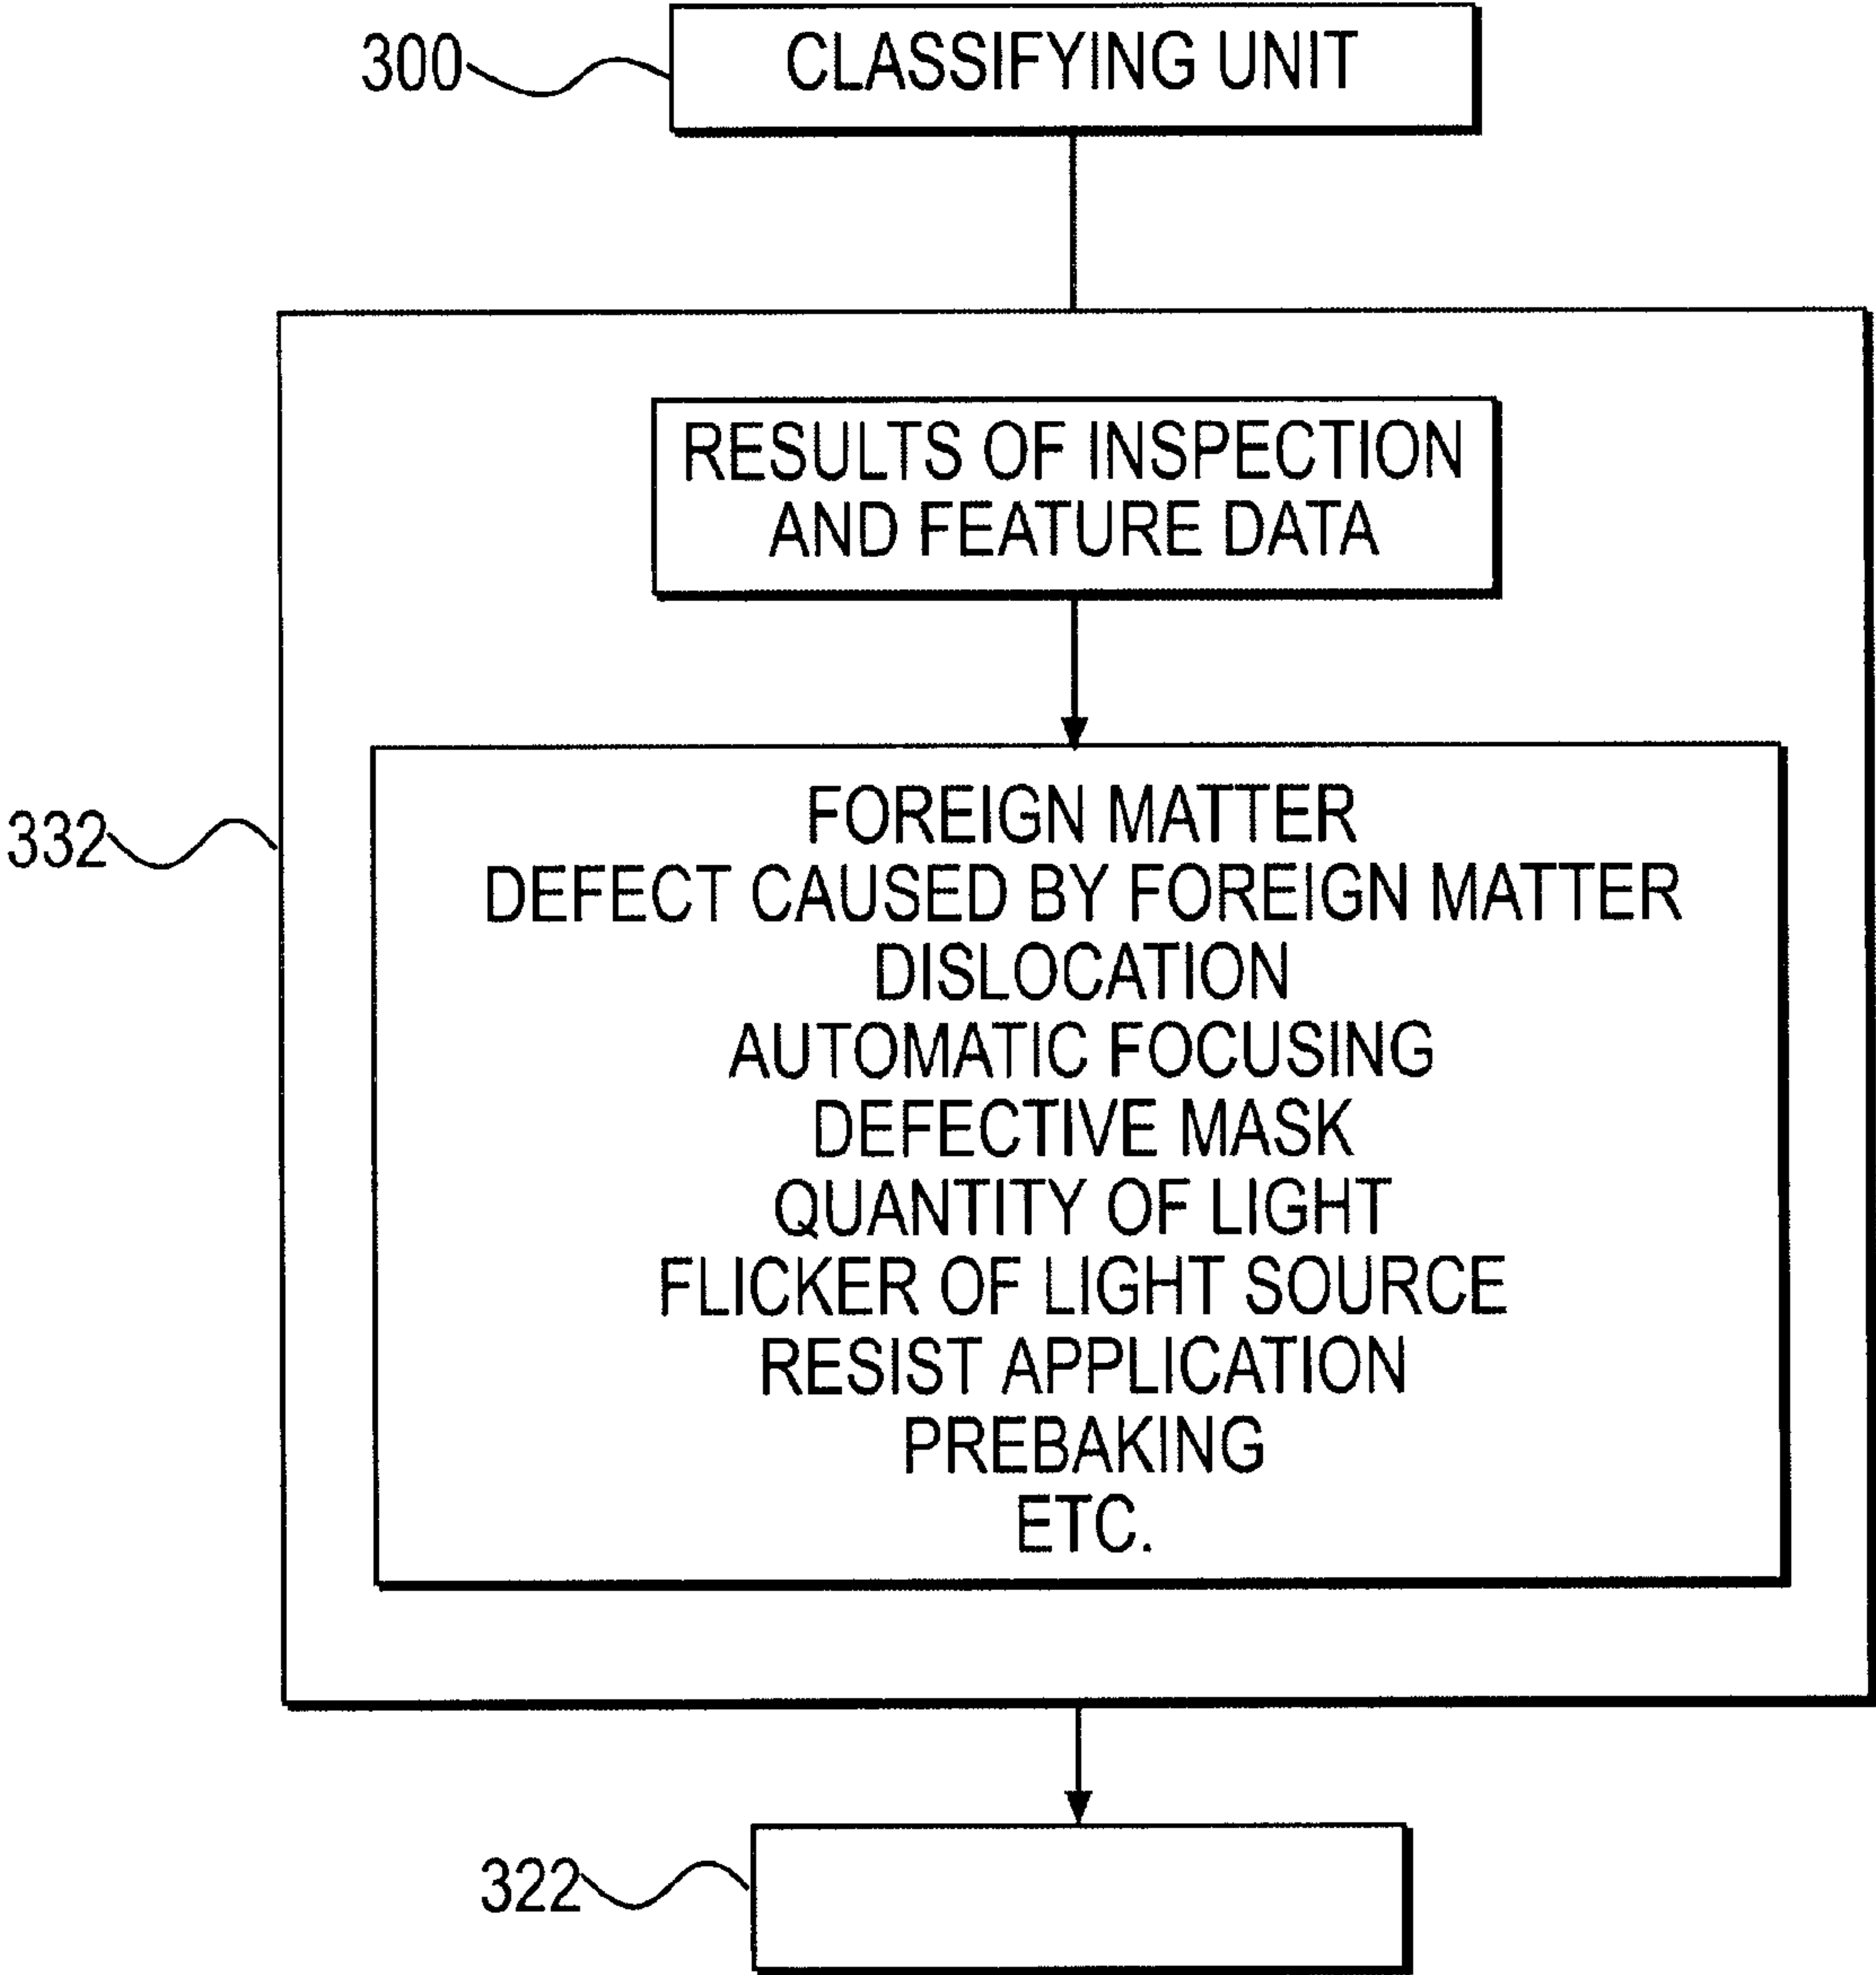 300
CLASSIFYING UNIT
RESULTS OF INSPECTION
AND FEATURE DATA
332
FOREIGN MATTER
DEFECT CAUSED BY FOREIGN MATTER
DISLOCATION
AUTOMATIC FOCUSING
DEFECTIVE MASK
QUANTITY OF LIGHT
FLICKER OF LIGHT SOURCE
RESIST APPLICATION
PREBAKING
ETC.
322